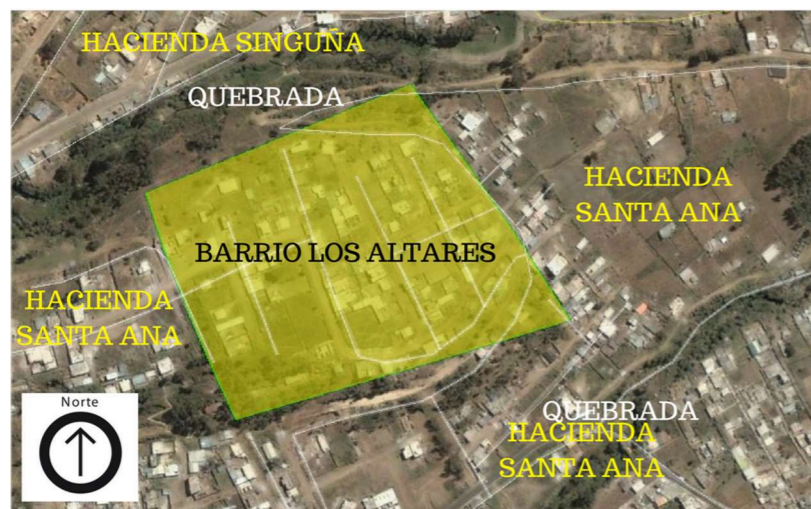 HACIENDA SINGUÑA
QUEBRADA
HACIENDA
SANTA ANA
BARRIO LOS ALTARES
HACIENDA
SANTA ANA
Norte
QUEBRADA
HACIENDA
SANTA ANA